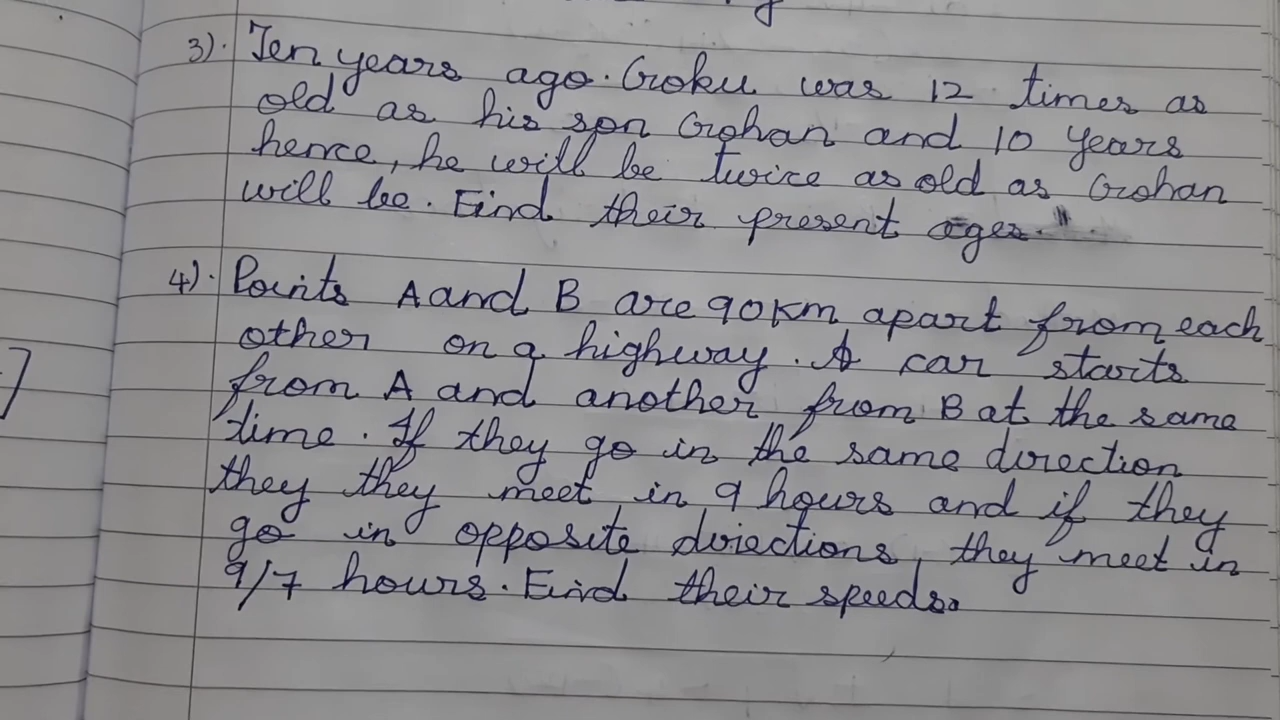 3). Ten years ago. Goku was 12 times as
old as his son Gohan and 10 years
hence, he will be twice as old as Gohan
will be. Find their present ages.
4). Points A and B are 90km apart from each
other on a highway. A car starts
from A and another from B at the same
time. If they go in the same direction
they they meet in 9 hours and if they
go in opposite directions, they meet in
9/7 hours. Find their speeds.